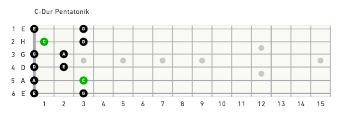 C-Dur Pentatonik
1 E E G
2 H C D
3 G G A
4 D D E
5 A A C
6 E E G
1 2 3 4 5 6 7 8 9 10 11 12 13 14 15